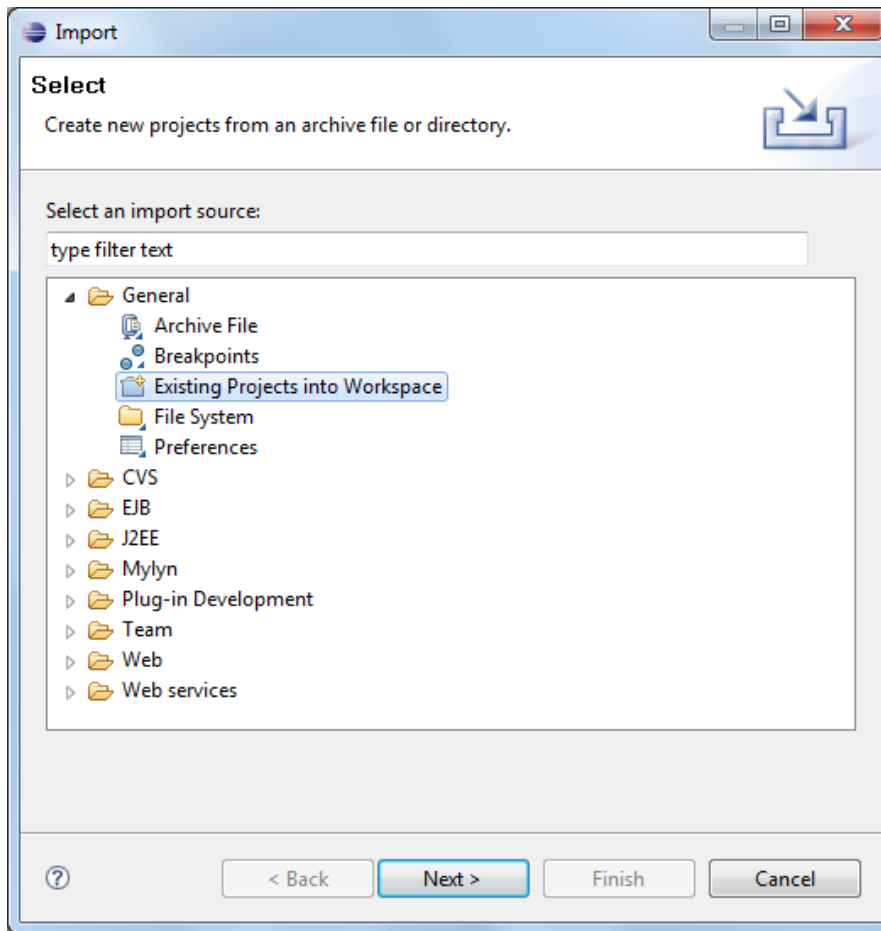 Import
Select
Create new projects from an archive file or directory.
Select an import source:
type filter text
General
Archive File
Breakpoints
Existing Projects into Workspace
File System
Preferences
CVS
EJB
J2EE
Mylyn
Plug-in Development
Team
Web
Web services
? < Back Next > Finish Cancel